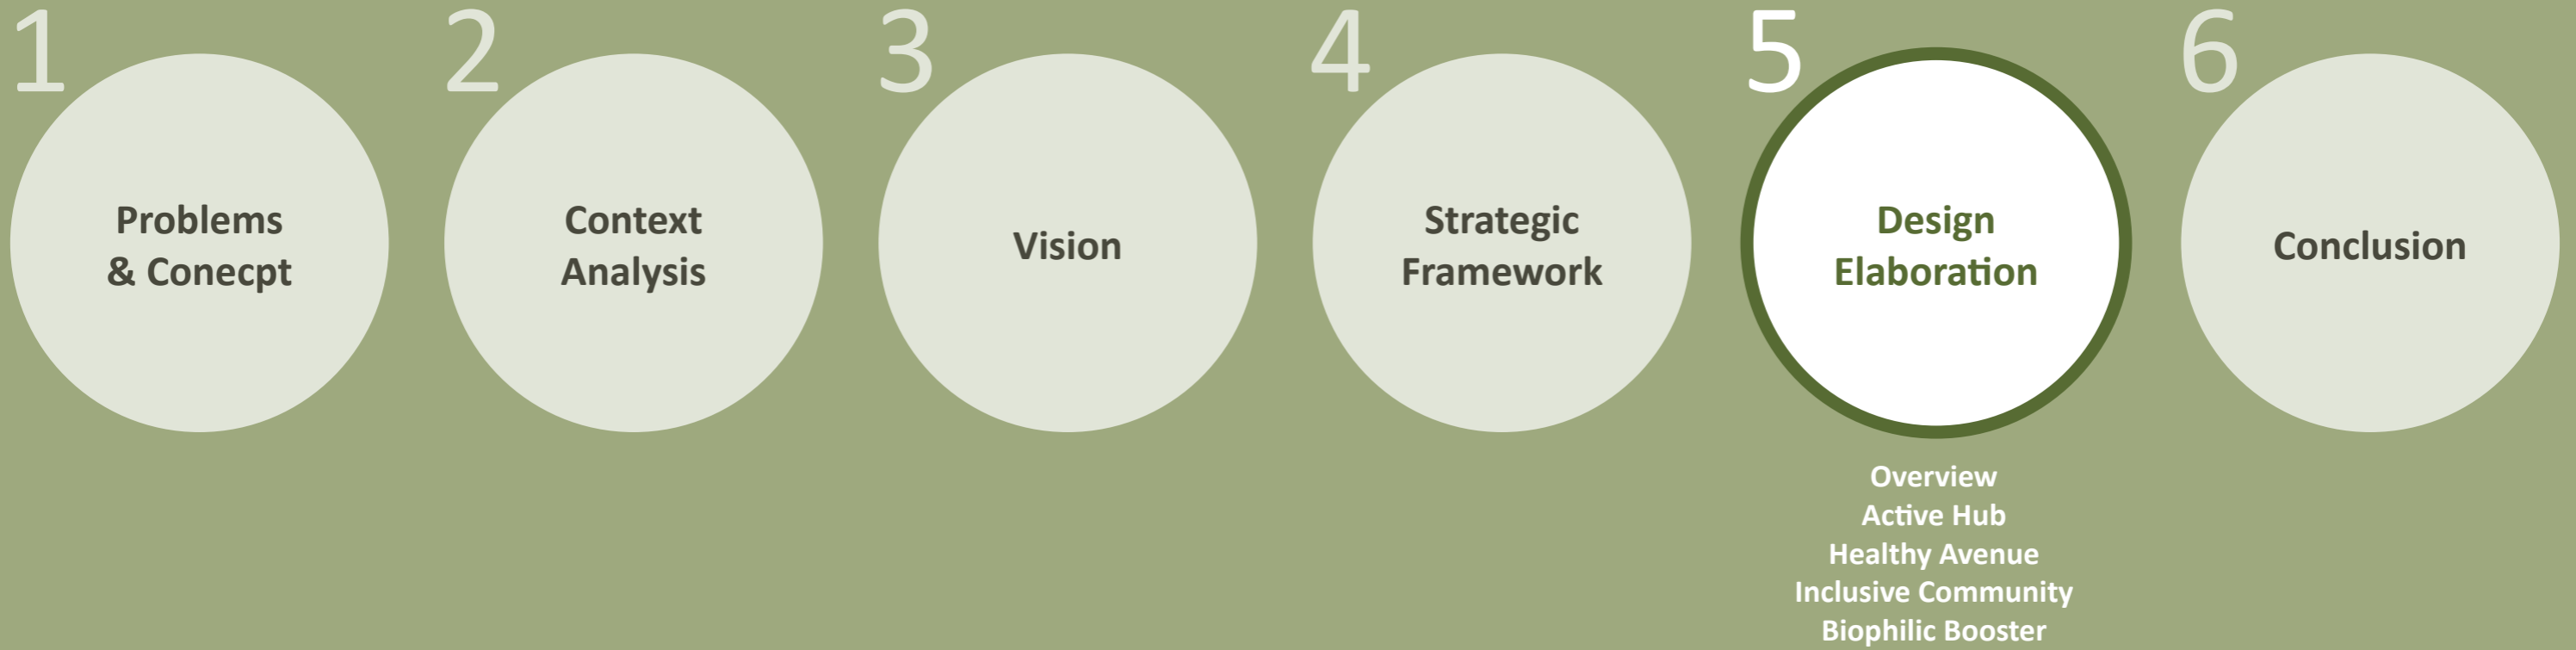 1
Problems
& Conecpt
2
Context
Analysis
3
Vision
4
Strategic
Framework
5
Design
Elaboration
Overview
Active Hub
Healthy Avenue
Inclusive Community
Biophilic Booster
6
Conclusion